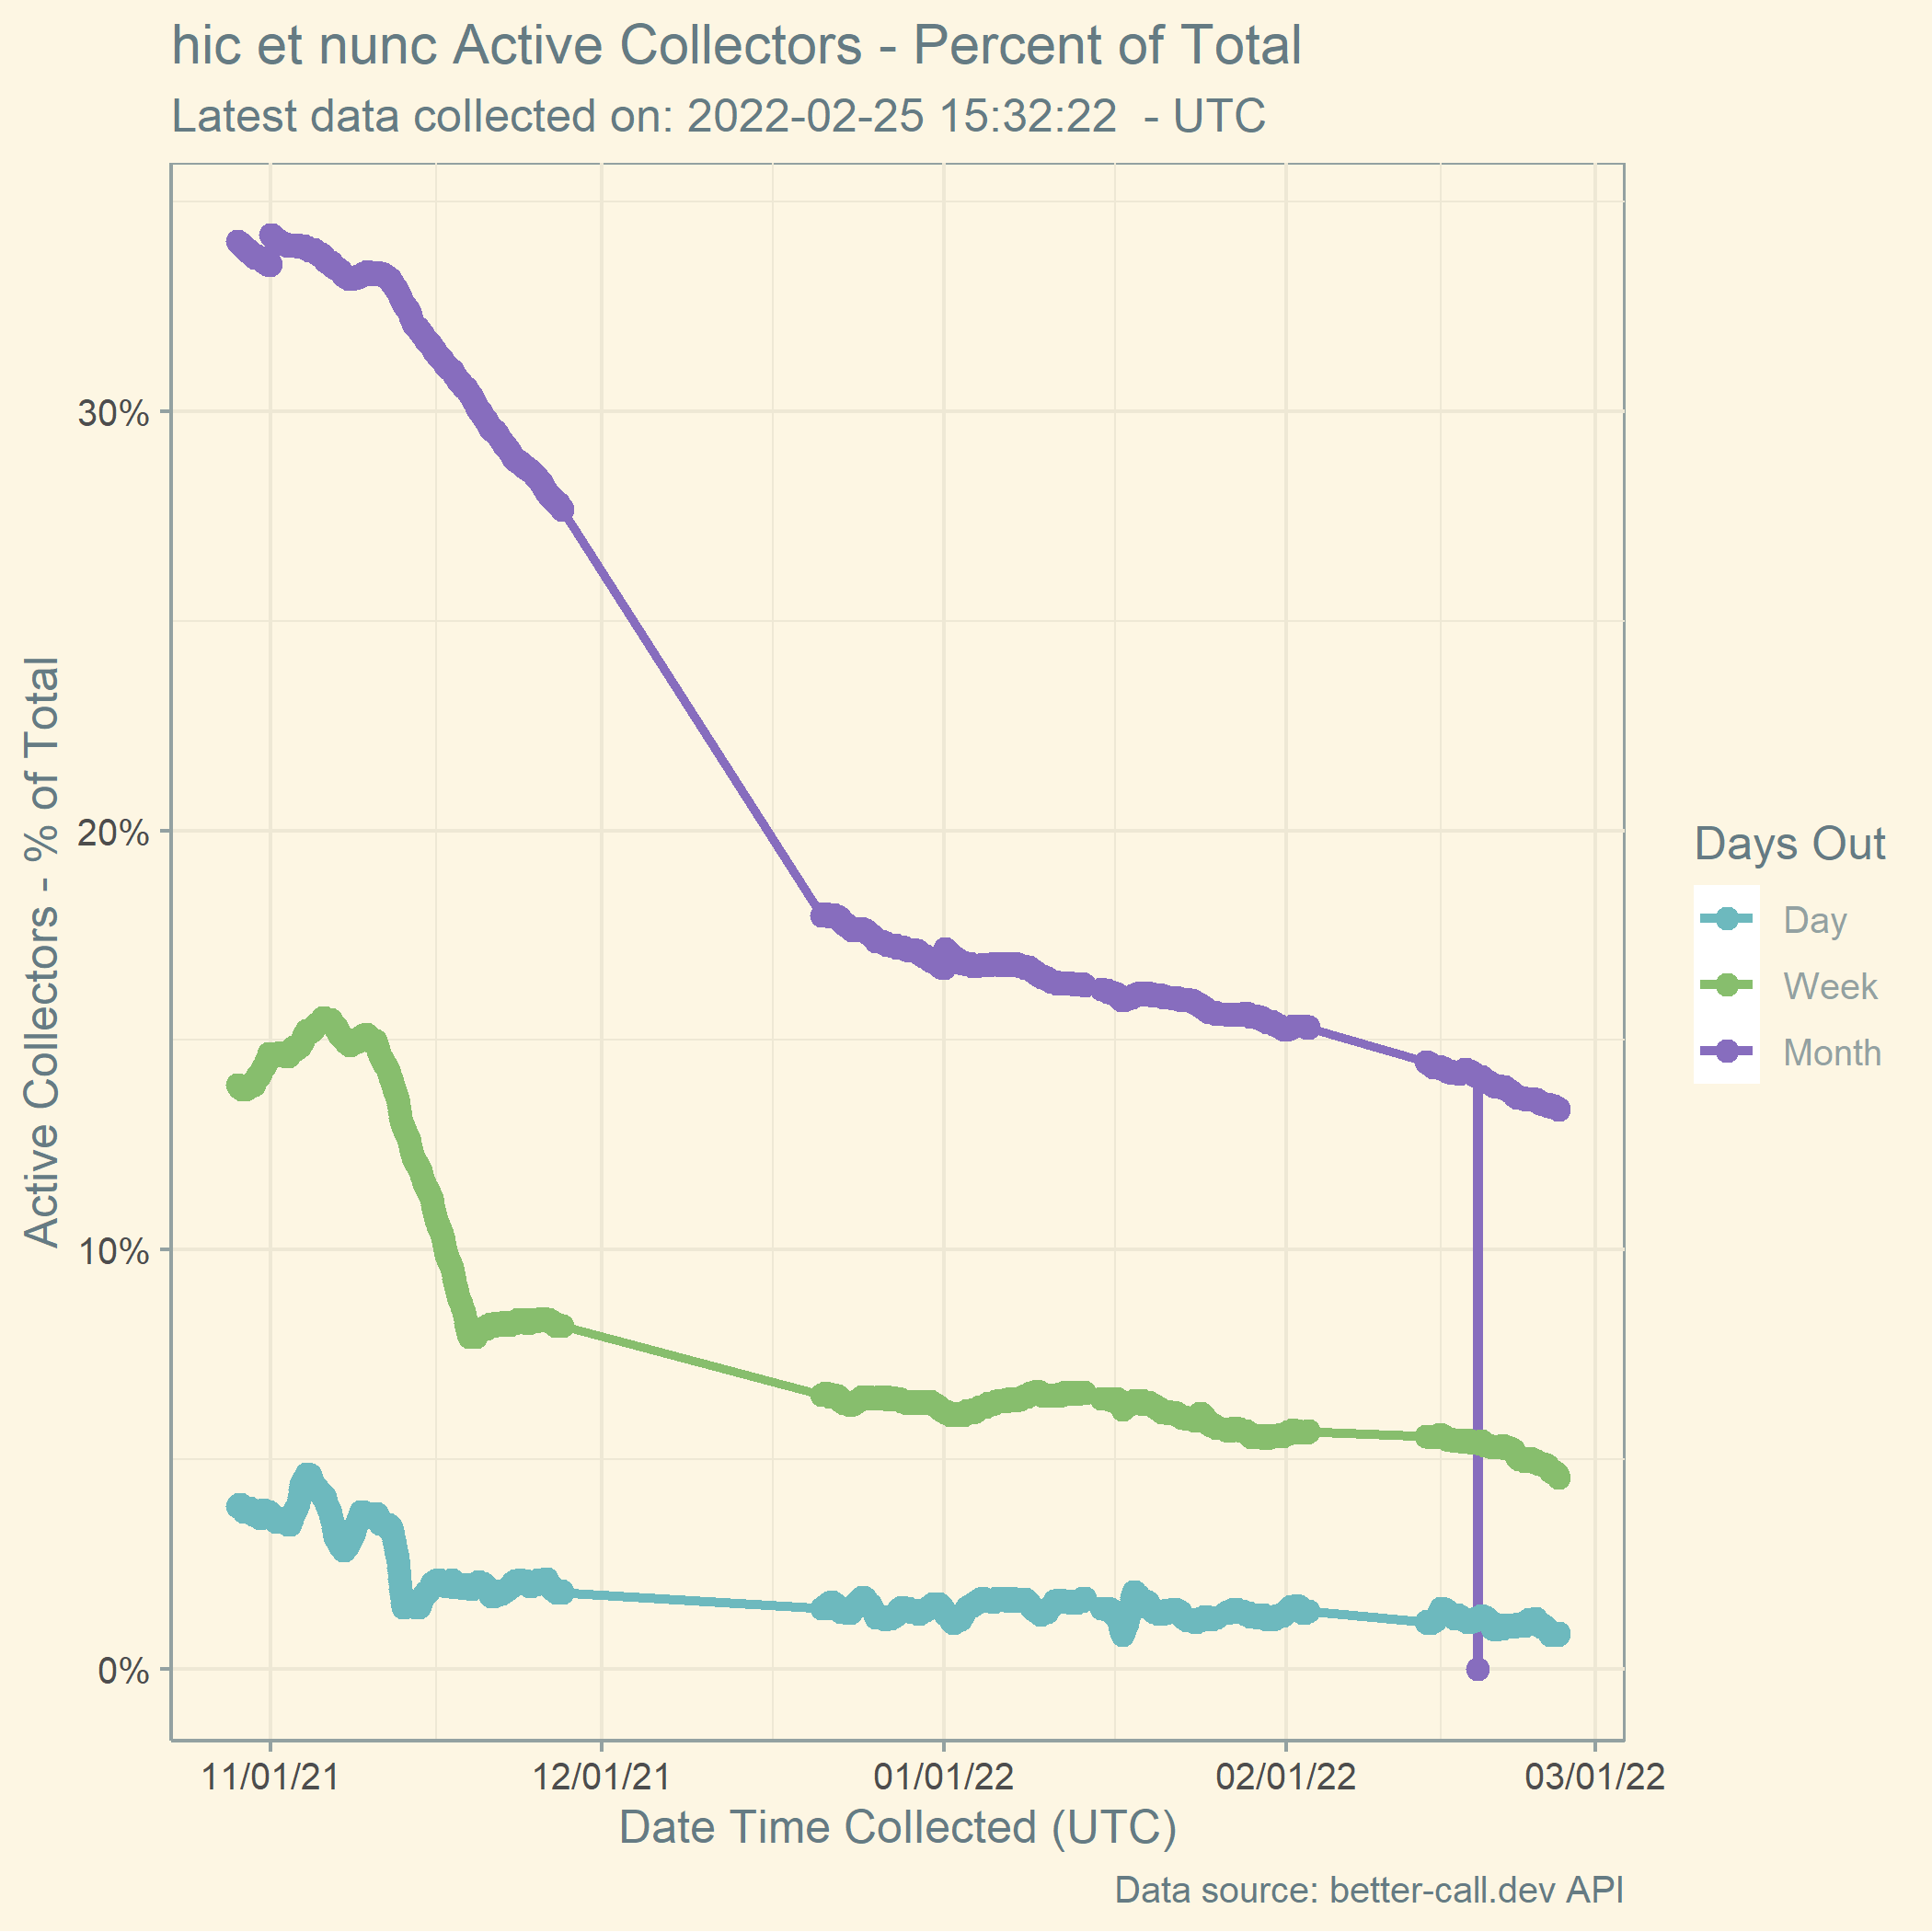 hic et nunc Active Collectors - Percent of Total
Latest data collected on: 2022-02-25 15:32:22  - UTC
Active Collectors - % of Total
30%
20%
10%
0%
11/01/21
12/01/21
01/01/22
02/01/22
03/01/22
Date Time Collected (UTC)
Days Out
Day
Week
Month
Data source: better-call.dev API